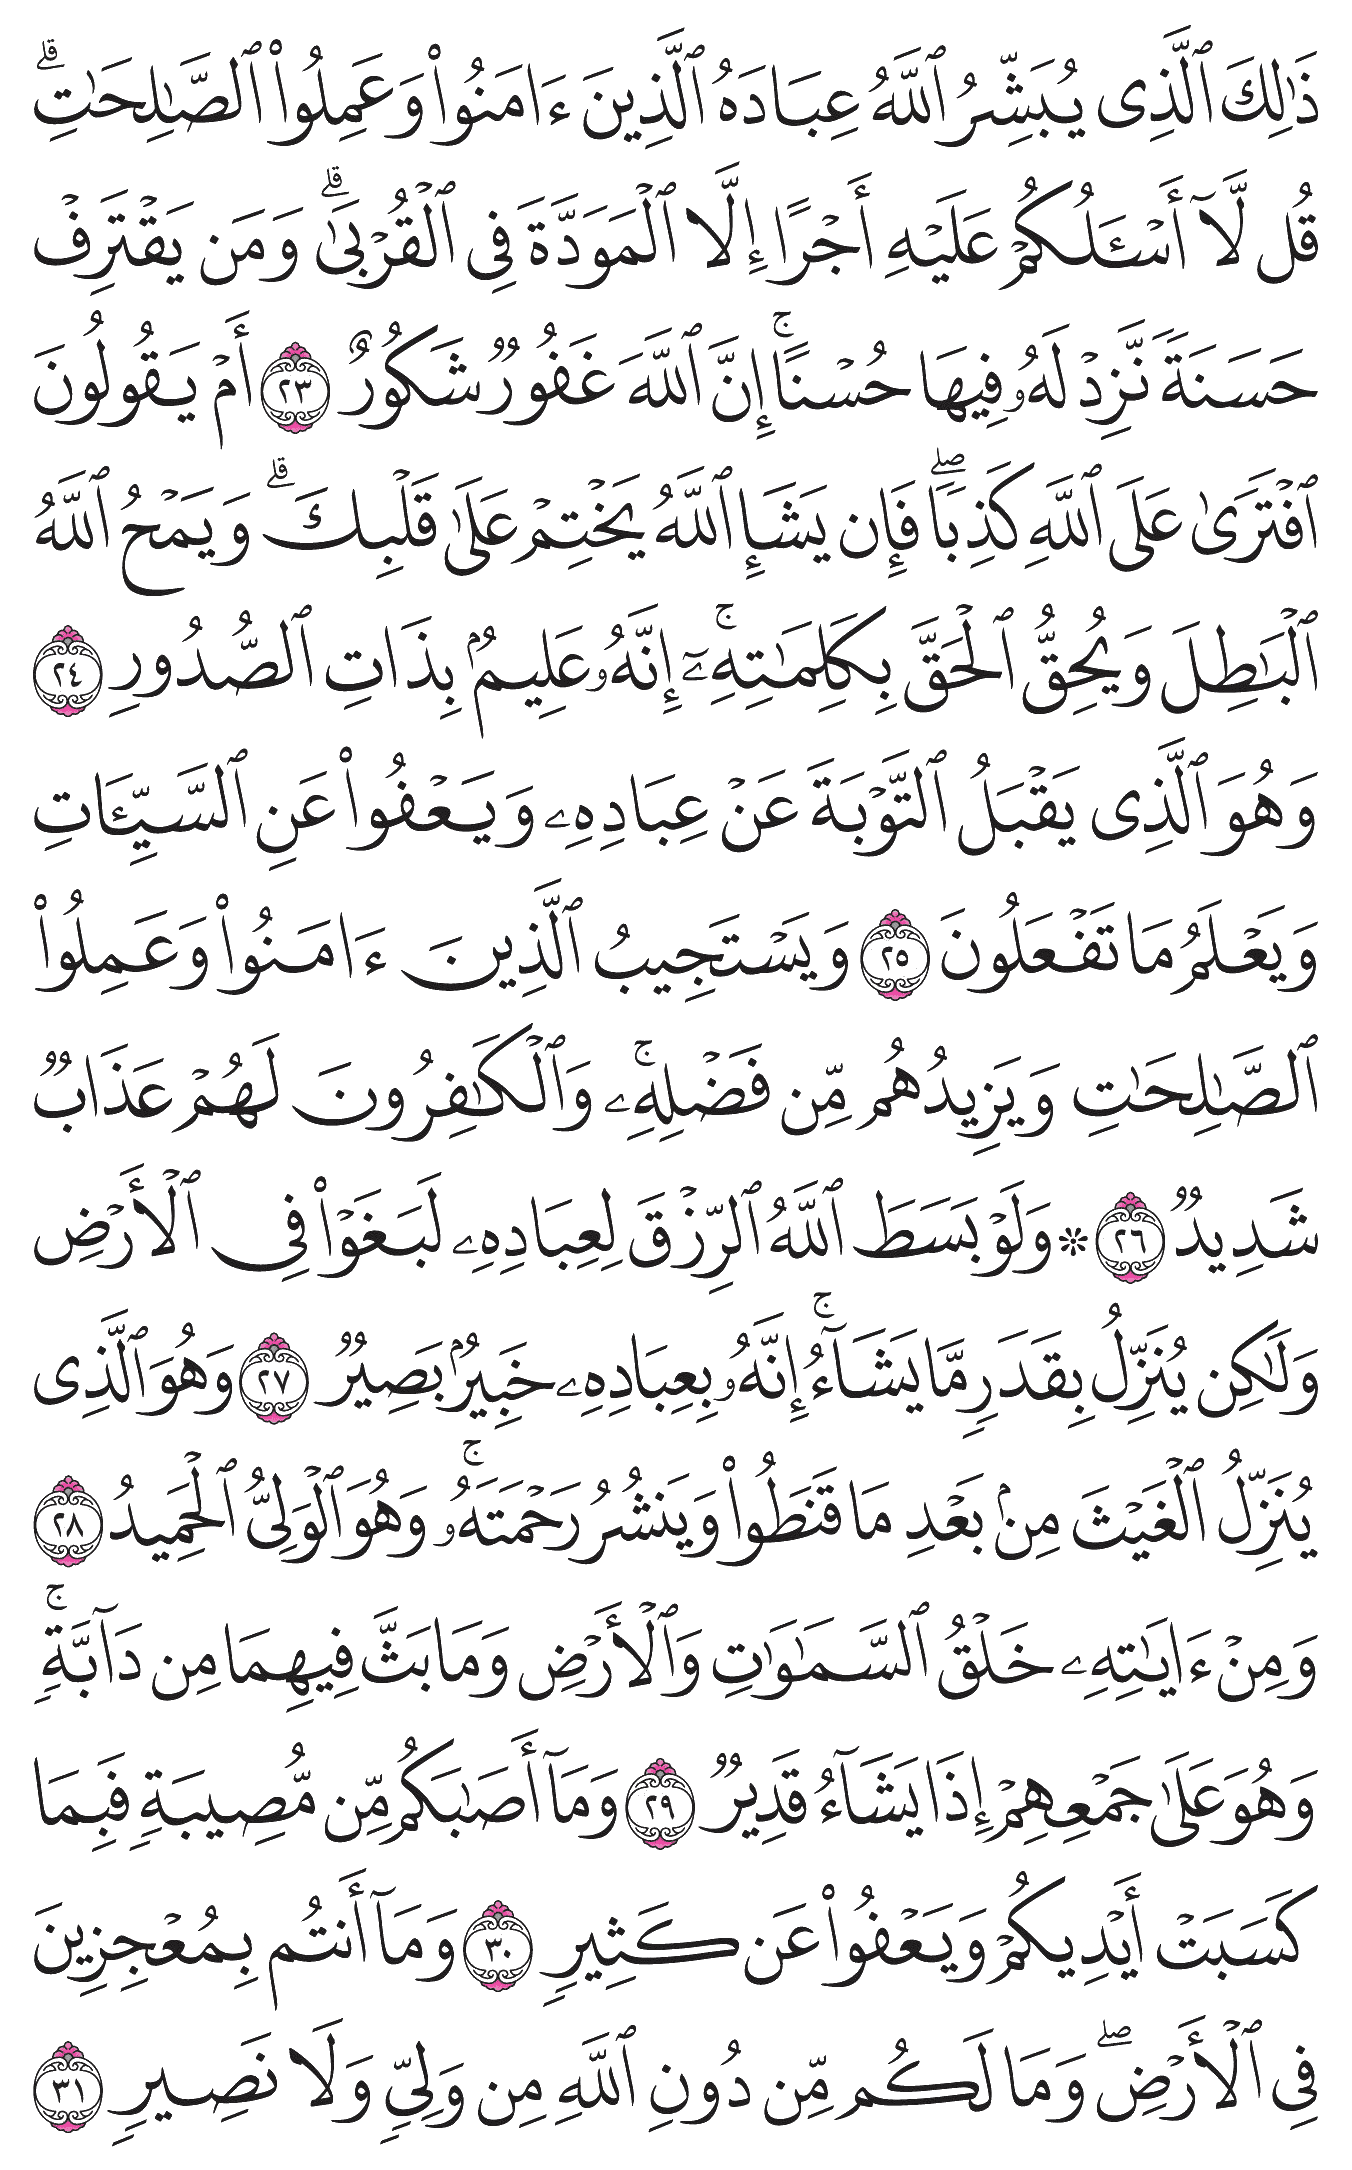 ذَٰلِكَ ٱلَّذِى يُبَشِّرُ ٱللَّهُ عِبَادَهُ ٱلَّذِينَ ءَامَنُوا۟ وَعَمِلُوا۟ ٱلصَّـٰلِحَـٰتِ ۗ
قُل لَّآ أَسْـَٔلُكُمْ عَلَيْهِ أَجْرًا إِلَّا ٱلْمَوَدَّةَ فِى ٱلْقُرْبَىٰ ۗ وَمَن يَقْتَرِفْ
حَسَنَةً نَّزِدْ لَهُۥ فِيهَا حُسْنًا ۚ إِنَّ ٱللَّهَ غَفُورٌ شَكُورٌ ٢٣ أَمْ يَقُولُونَ
ٱفْتَرَىٰ عَلَى ٱللَّهِ كَذِبًا ۖ فَإِن يَشَإِ ٱللَّهُ يَخْتِمْ عَلَىٰ قَلْبِكَ ۗ وَيَمْحُ ٱللَّهُ
ٱلْبَـٰطِلَ وَيُحِقُّ ٱلْحَقَّ بِكَلِمَـٰتِهِۦٓ ۚ إِنَّهُۥ عَلِيمٌۢ بِذَاتِ ٱلصُّدُورِ ٢٤
وَهُوَ ٱلَّذِى يَقْبَلُ ٱلتَّوْبَةَ عَنْ عِبَادِهِۦ وَيَعْفُوا۟ عَنِ ٱلسَّيِّـَٔاتِ
وَيَعْلَمُ مَا تَفْعَلُونَ ٢٥ وَيَسْتَجِيبُ ٱلَّذِينَ ءَامَنُوا۟ وَعَمِلُوا۟
ٱلصَّـٰلِحَـٰتِ وَيَزِيدُهُم مِّن فَضْلِهِۦ ۚ وَٱلْكَـٰفِرُونَ لَهُمْ عَذَابٌ
شَدِيدٌ ٢٦ ۞ وَلَوْ بَسَطَ ٱللَّهُ ٱلرِّزْقَ لِعِبَادِهِۦ لَبَغَوْا۟ فِى ٱلْأَرْضِ
وَلَـٰكِن يُنَزِّلُ بِقَدَرٍ مَّا يَشَآءُ ۚ إِنَّهُۥ بِعِبَادِهِۦ خَبِيرٌۢ بَصِيرٌ ٢٧ وَهُوَ ٱلَّذِى
يُنَزِّلُ ٱلْغَيْثَ مِنۢ بَعْدِ مَا قَنَطُوا۟ وَيَنشُرُ رَحْمَتَهُۥ ۚ وَهُوَ ٱلْوَلِىُّ ٱلْحَمِيدُ ٢٨
وَمِنْ ءَايَـٰتِهِۦ خَلْقُ ٱلسَّمَـٰوَٰتِ وَٱلْأَرْضِ وَمَا بَثَّ فِيهِمَا مِن دَآبَّةٍ ۚ
وَهُوَ عَلَىٰ جَمْعِهِمْ إِذَا يَشَآءُ قَدِيرٌ ٢٩ وَمَآ أَصَـٰبَكُم مِّن مُّصِيبَةٍ فَبِمَا
كَسَبَتْ أَيْدِيكُمْ وَيَعْفُوا۟ عَن كَثِيرٍ ٣٠ وَمَآ أَنتُم بِمُعْجِزِينَ
فِى ٱلْأَرْضِ ۖ وَمَا لَكُم مِّن دُونِ ٱللَّهِ مِن وَلِىٍّ وَلَا نَصِيرٍ ٣١